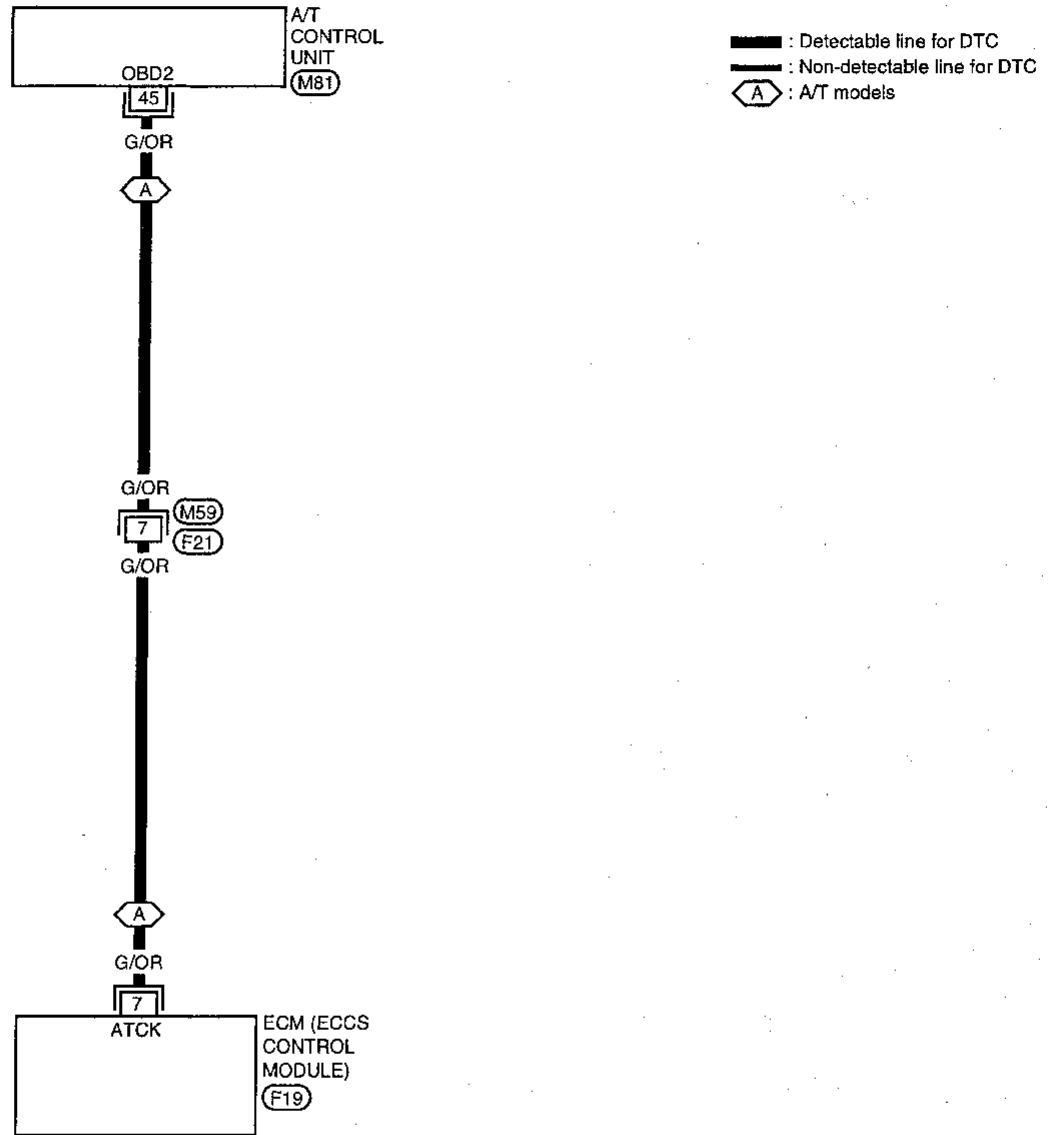 A/T
CONTROL
UNIT
M81
OBD2
45
G/OR
A
: Detectable line for DTC
: Non-detectable line for DTC
A : A/T models
G/OR
M59
7
F21
G/OR
A
G/OR
7
ATCK
ECM (ECCS
CONTROL
MODULE)
F19